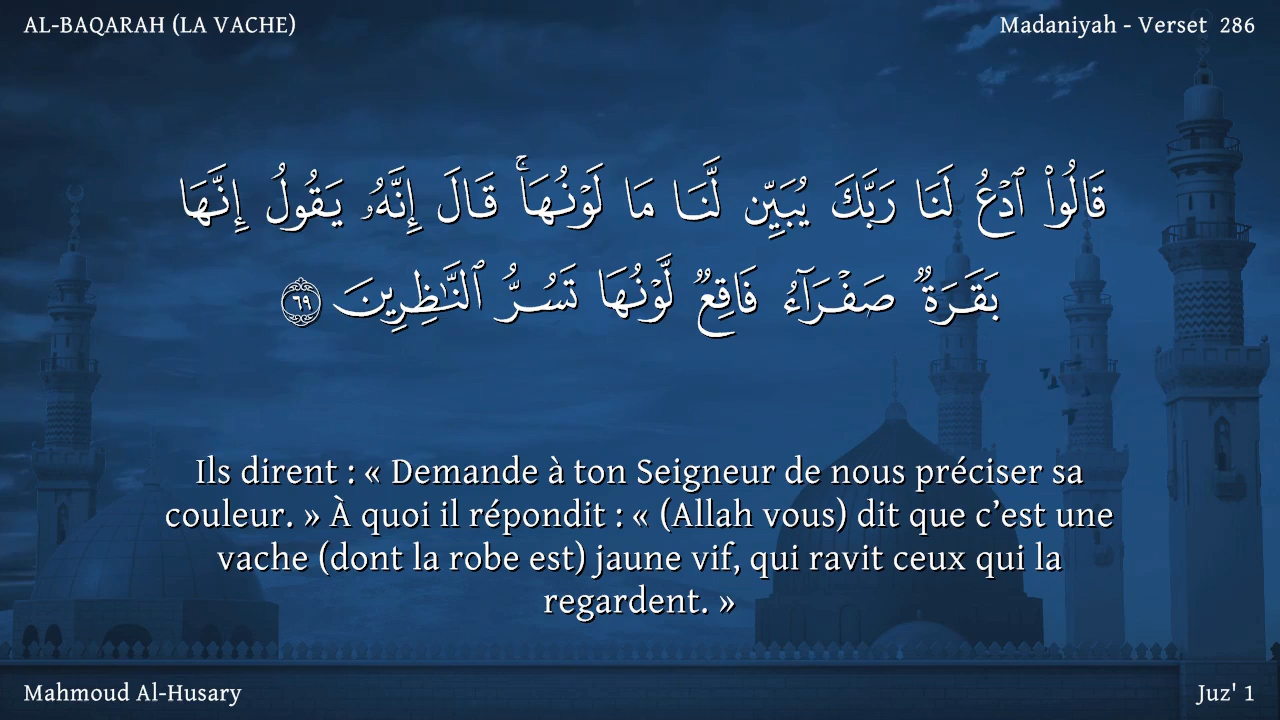 AL-BAQARAH (LA VACHE)
Madaniyah - Verset 286
قَالُوا۟ ٱدْعُ لَنَا رَبَّكَ يُبَيِّن لَّنَا مَا لَوْنُهَا ۚ قَالَ إِنَّهُۥ يَقُولُ إِنَّهَا
بَقَرَةٌ صَفْرَآءُ فَاقِعٌ لَّوْنُهَا تَسُرُّ ٱلنَّـٰظِرِينَ ٦٩
Ils dirent : « Demande à ton Seigneur de nous préciser sa
couleur. » À quoi il répondit : « (Allah vous) dit que c’est une
vache (dont la robe est) jaune vif, qui ravit ceux qui la
regardent. »
Mahmoud Al-Husary
Juz' 1